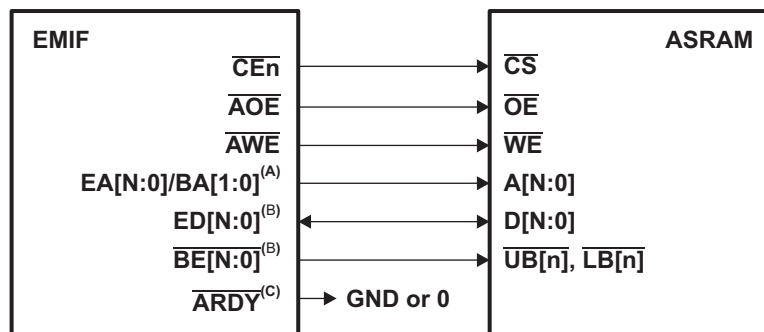 EMIF ASRAM
CEn CS
AOE OE
AWE WE
EA[N:0]/BA[1:0](A) A[N:0]
ED[N:0](B) D[N:0]
BE[N:0](B) UB[n], LB[n]
ARDY(C) GND or 0